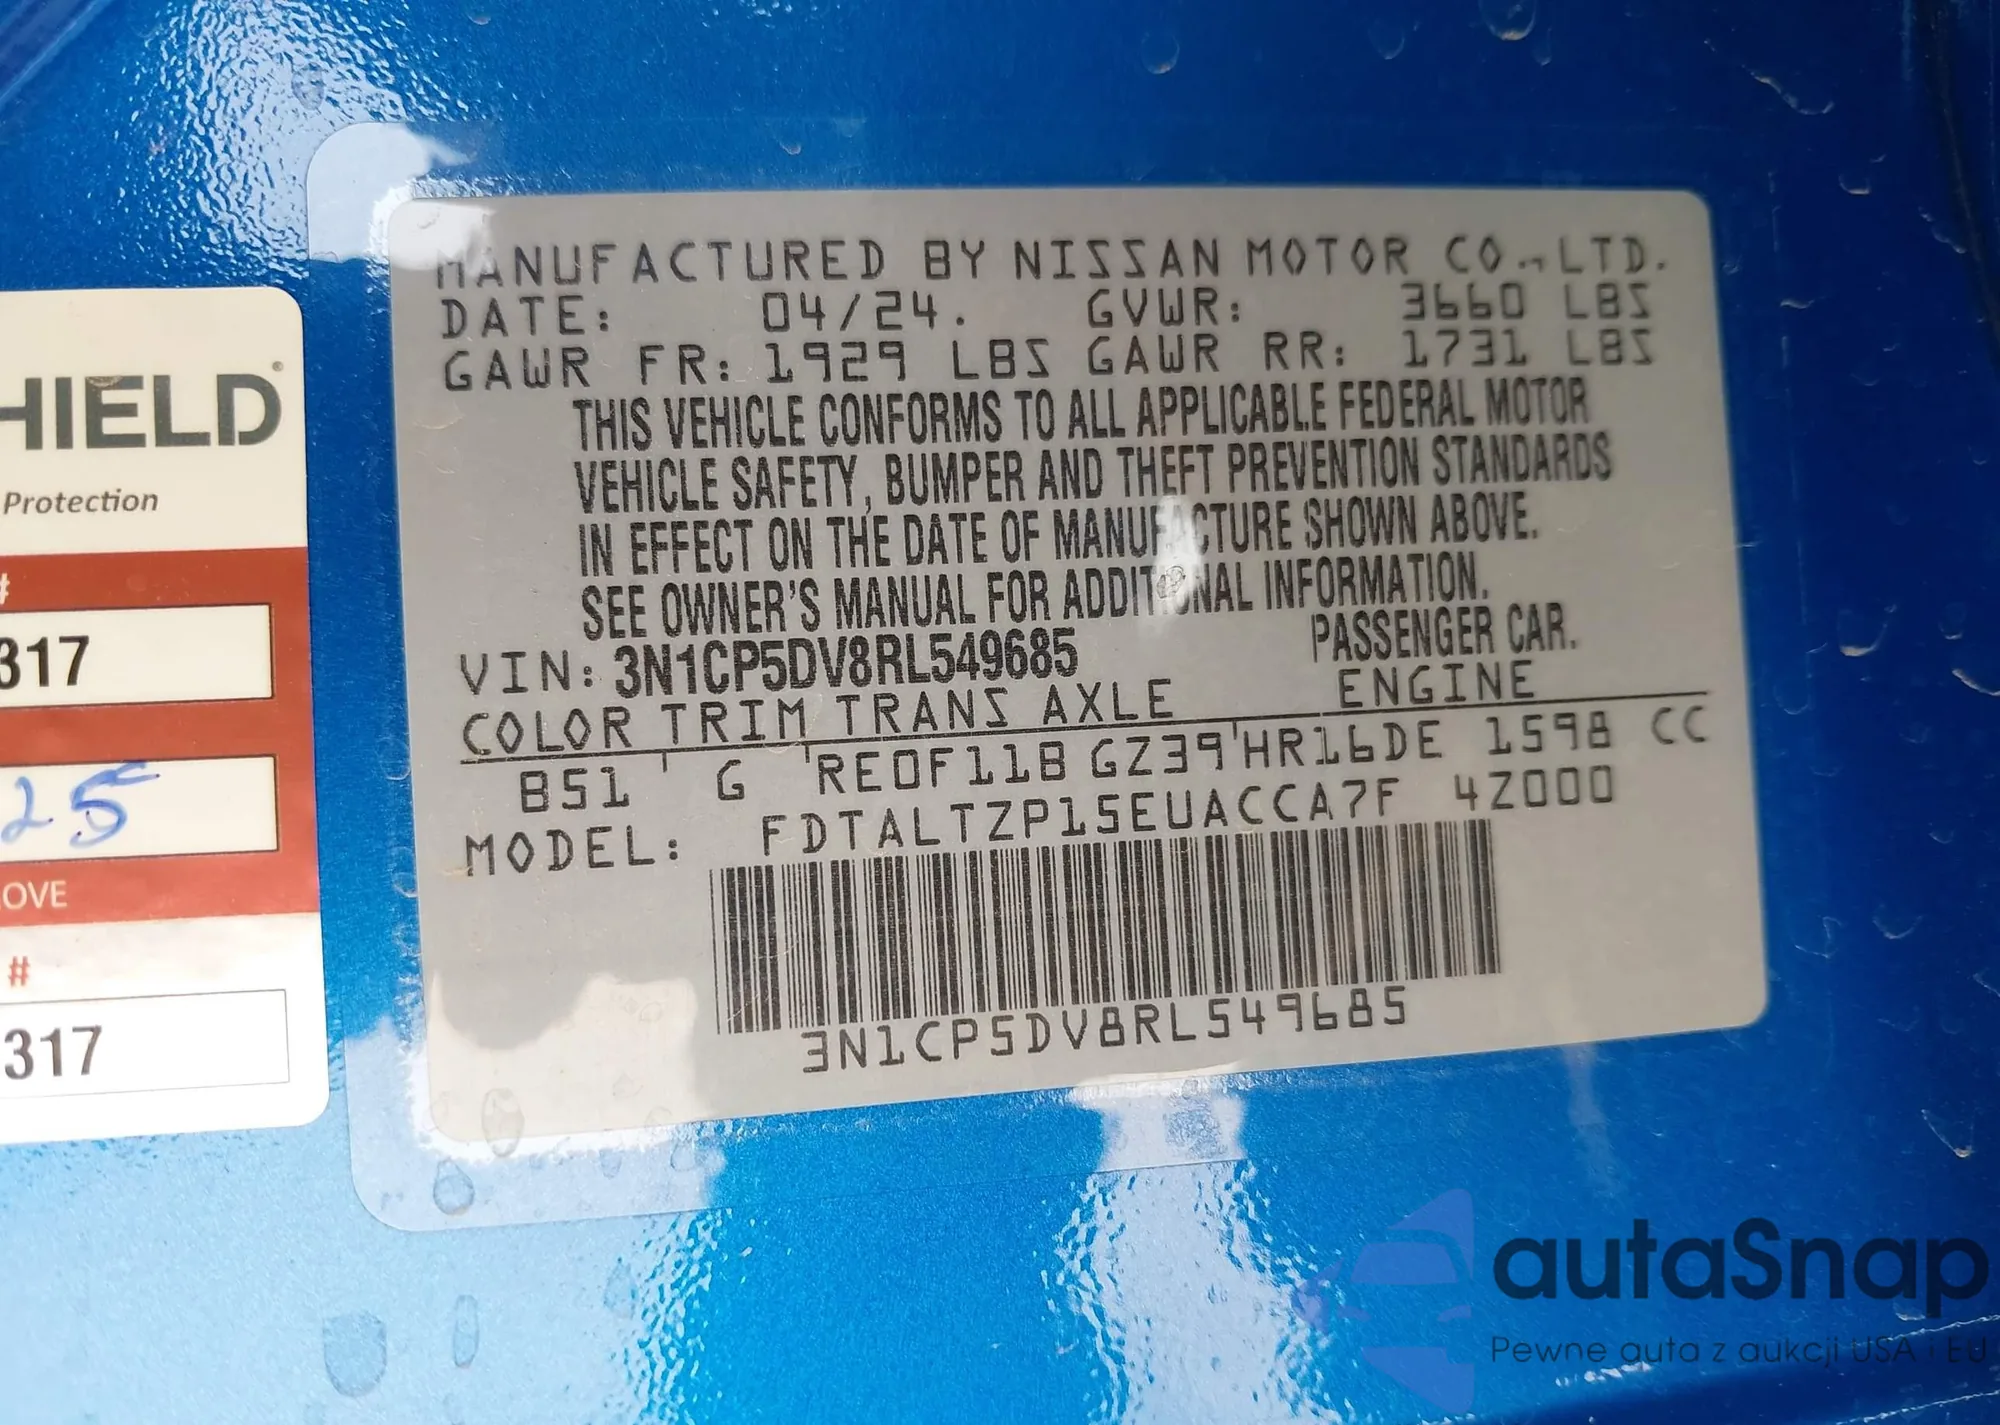 MANUFACTURED BY NISSAN MOTOR CO., LTD.
DATE: 04/24. GVWR: 3660 LBS
GAWR FR: 1929 LBS GAWR RR: 1731 LBS
THIS VEHICLE CONFORMS TO ALL APPLICABLE FEDERAL MOTOR
VEHICLE SAFETY, BUMPER AND THEFT PREVENTION STANDARDS
IN EFFECT ON THE DATE OF MANUFACTURE SHOWN ABOVE.
SEE OWNER'S MANUAL FOR ADDITIONAL INFORMATION.
VIN: 3N1CP5DV8RL549685 PASSENGER CAR.
COLOR TRIM TRANS AXLE ENGINE
B51 G RE0F11B GZ39 HR16DE 1598 CC
MODEL: FDTALTZP15EUACCA7F 4Z000
3N1CP5DV8RL549685
HIELD®
Protection
#
317
25
OVE
#
317
autaSnap
Pewne auta z aukcji USA i EU